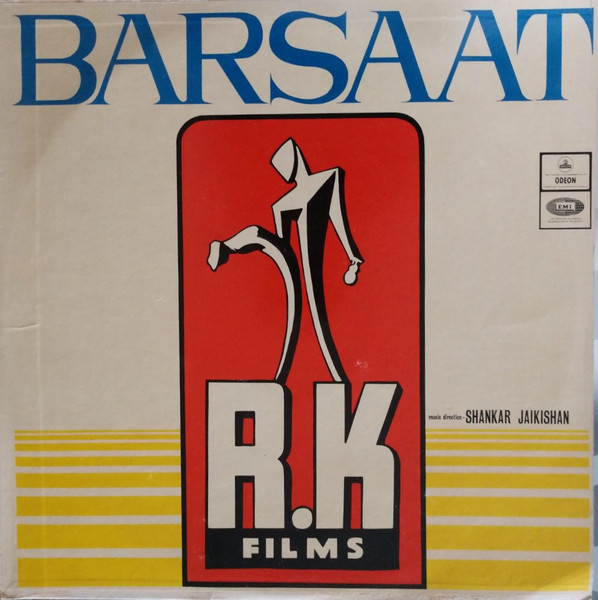 BARSAAT
ODEON
EMI
music direction - SHANKAR JAIKISHAN
R.K
FILMS